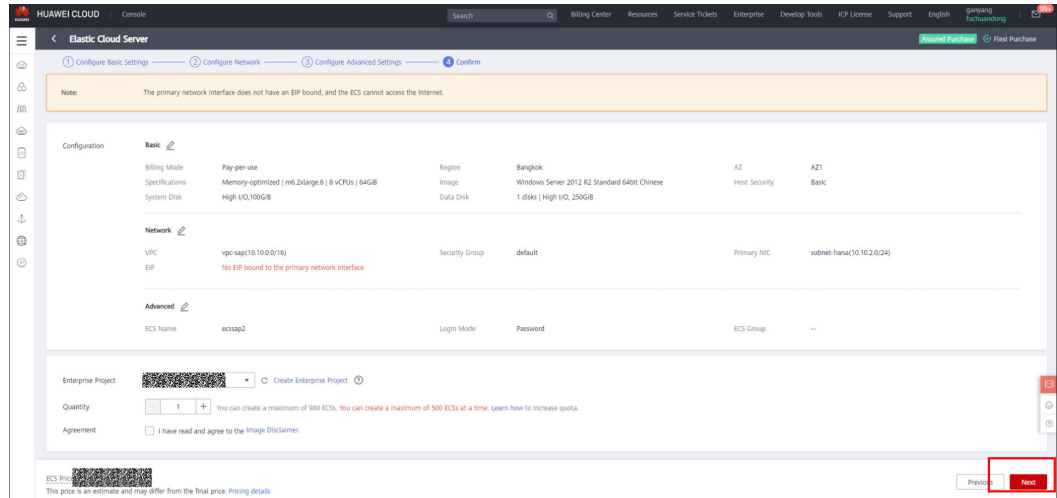 HUAWEI HUAWEI CLOUD Console Search Billing Center Resources Service Tickets Enterprise Develop Tools ICP License Support English ganyang fuchuandong 99+
Elastic Cloud Server Assured Purchase Flexi Purchase
1 Configure Basic Settings 2 Configure Network 3 Configure Advanced Settings 4 Confirm
Note: The primary network interface does not have an EIP bound, and the ECS cannot access the Internet.
Configuration Basic
Billing Mode Pay-per-use Region Bangkok AZ AZ1
Specifications Memory-optimized | m6.2xlarge.8 | 8 vCPUs | 64GiB Image Windows Server 2012 R2 Standard 64bit Chinese Host Security Basic
System Disk High I/O,100GiB Data Disk 1 disks | High I/O, 250GiB
Network
VPC vpc-sap(10.10.0.0/16) Security Group default Primary NIC subnet-hana(10.10.2.0/24)
EIP No EIP bound to the primary network interface
Advanced
ECS Name ecssap2 Login Mode Password ECS Group --
Enterprise Project Create Enterprise Project
Quantity 1 + You can create a maximum of 980 ECSs. You can create a maximum of 500 ECSs at a time. Learn how to increase quota.
Agreement I have read and agree to the Image Disclaimer.
ECS Price
This price is an estimate and may differ from the final price. Pricing details
Previous Next